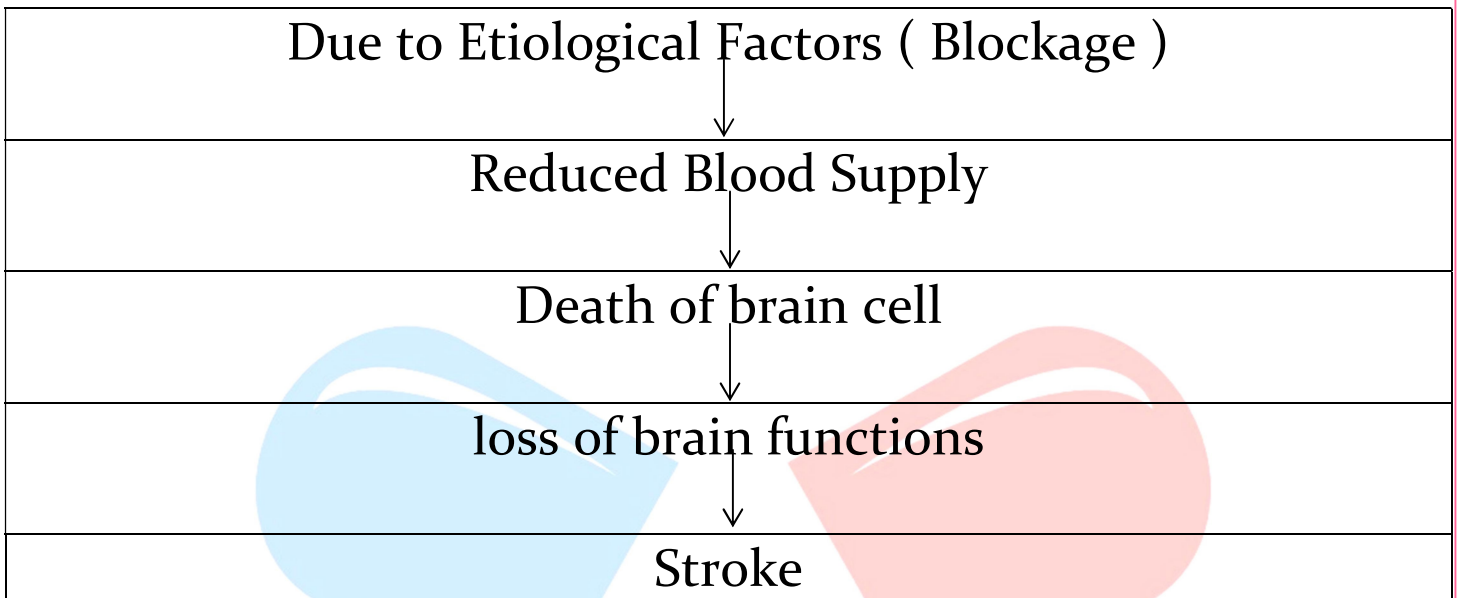 Due to Etiological Factors ( Blockage )
Reduced Blood Supply
Death of brain cell
loss of brain functions
Stroke